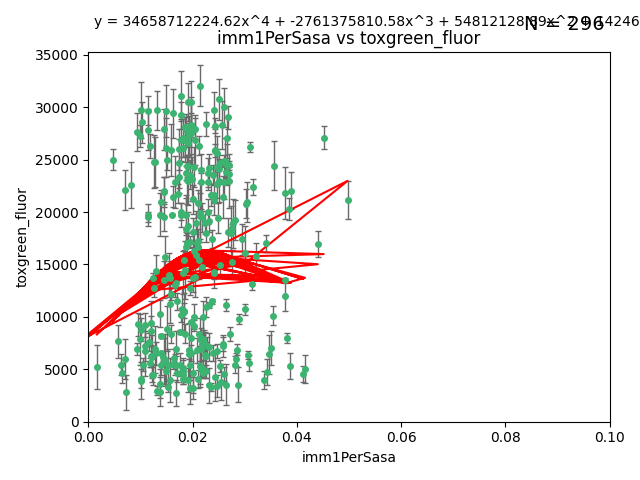 y = 34658712224.62x^4 + -2761375810.58x^3 + 54812128
N = 296
imm1PerSasa vs toxgreen_fluor
35000
30000
25000
20000
15000
10000
5000
0
toxgreen_fluor
0.00 0.02 0.04 0.06 0.08 0.10
imm1PerSasa